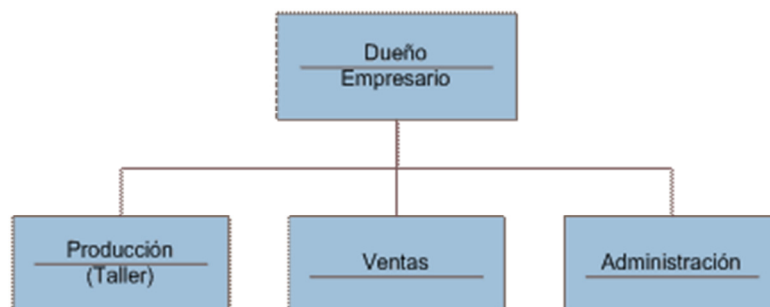 Dueño
Empresario
Producción
(Taller)
Ventas
Administración